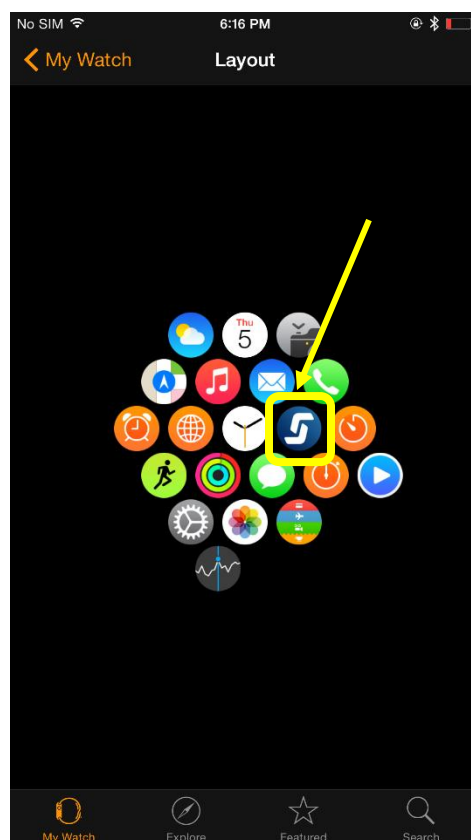 No SIM 6:16 PM
My Watch Layout
Thu
5
My Watch Explore Featured Search